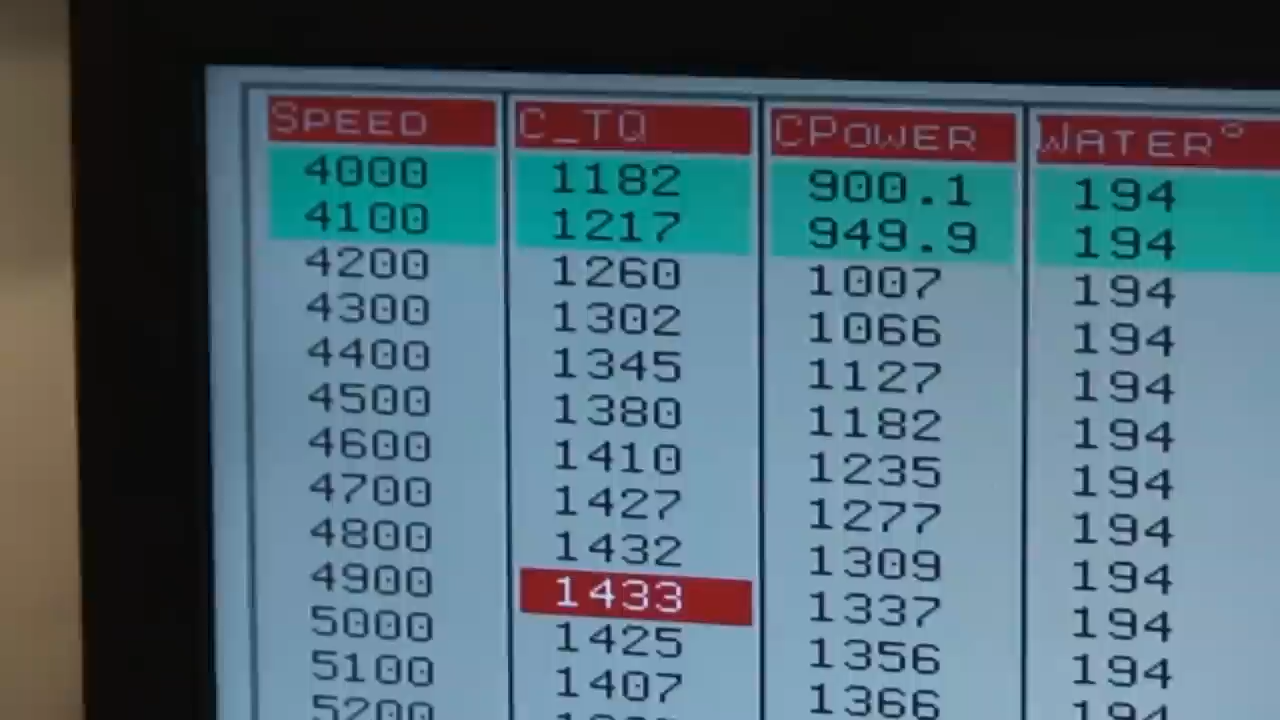 SPEED C_TQ CPOWER WATER°
4000 1182 900.1 194
4100 1217 949.9 194
4200 1260 1007 194
4300 1302 1066 194
4400 1345 1127 194
4500 1380 1182 194
4600 1410 1235 194
4700 1427 1277 194
4800 1432 1309 194
4900 1433 1337 194
5000 1425 1356 194
5100 1407 1366 194
5200